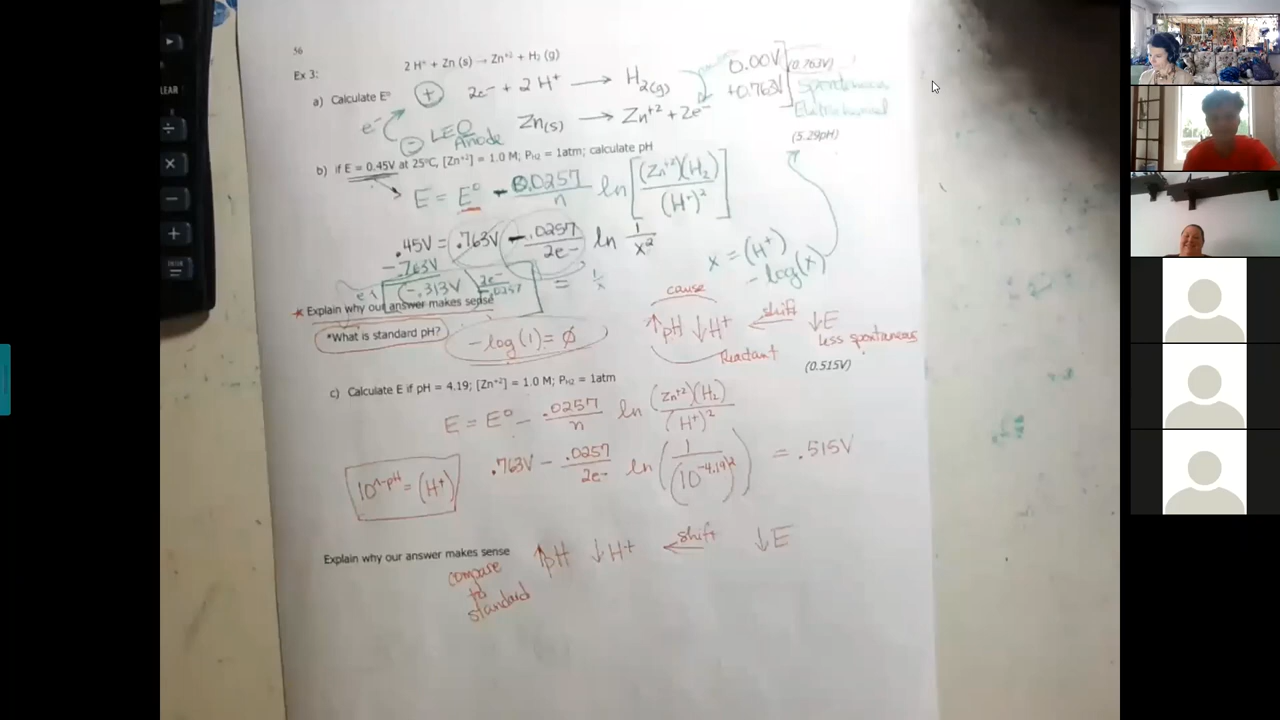 56
Ex 3:
2 H⁺ + Zn (s) → Zn⁺² + H₂ (g)
a) Calculate E°
+
2e⁻ + 2 H⁺ → H₂(g)
0.00V
(0.763V)
e⁻
− LEO
Anode
Zn(s) → Zn⁺² + 2e⁻
+0.763V
Spontaneous
(5.29pH)
b) if E = 0.45V at 25°C, [Zn⁺²] = 1.0 M; P_H₂ = 1atm; calculate pH
E = E° - 0.0257/n ln [(Zn⁺²)(H₂)/(H⁺)²]
.45V = .763V - .0257/2e⁻ ln 1/x²
-.763V
x = (H⁺)
-log(x)
(-.313V) 2e⁻/-.0257 =
* Explain why our answer makes sense
*What is standard pH?
-log(1) = ∅
cause
↑pH ↓H⁺ ← shift ↓E
less spontaneous
Reactant
(0.515V)
c) Calculate E if pH = 4.19; [Zn⁺²] = 1.0 M; P_H₂ = 1atm
E = E° - .0257/n ln (Zn⁺²)(H₂)/(H⁺)²
.763V - .0257/2e⁻ ln (1/(10^-4.19)²) = .515V
10^-pH = (H⁺)
Explain why our answer makes sense
↑pH ↓H⁺ ← shift ↓E
compare
to
standard
LEAR
÷
×
−
+